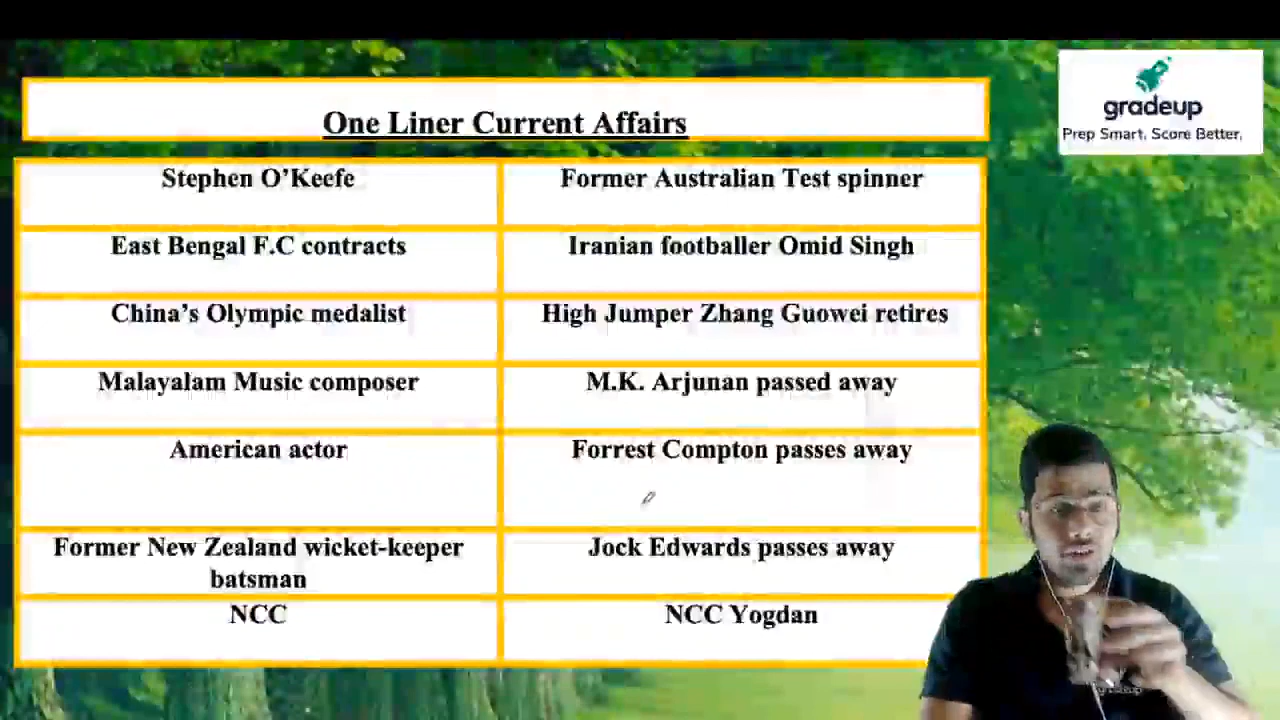 One Liner Current Affairs
gradeup
Prep Smart. Score Better.
Stephen O’Keefe
Former Australian Test spinner
East Bengal F.C contracts
Iranian footballer Omid Singh
China’s Olympic medalist
High Jumper Zhang Guowei retires
Malayalam Music composer
M.K. Arjunan passed away
American actor
Forrest Compton passes away
Former New Zealand wicket-keeper
batsman
Jock Edwards passes away
NCC
NCC Yogdan
gradeup